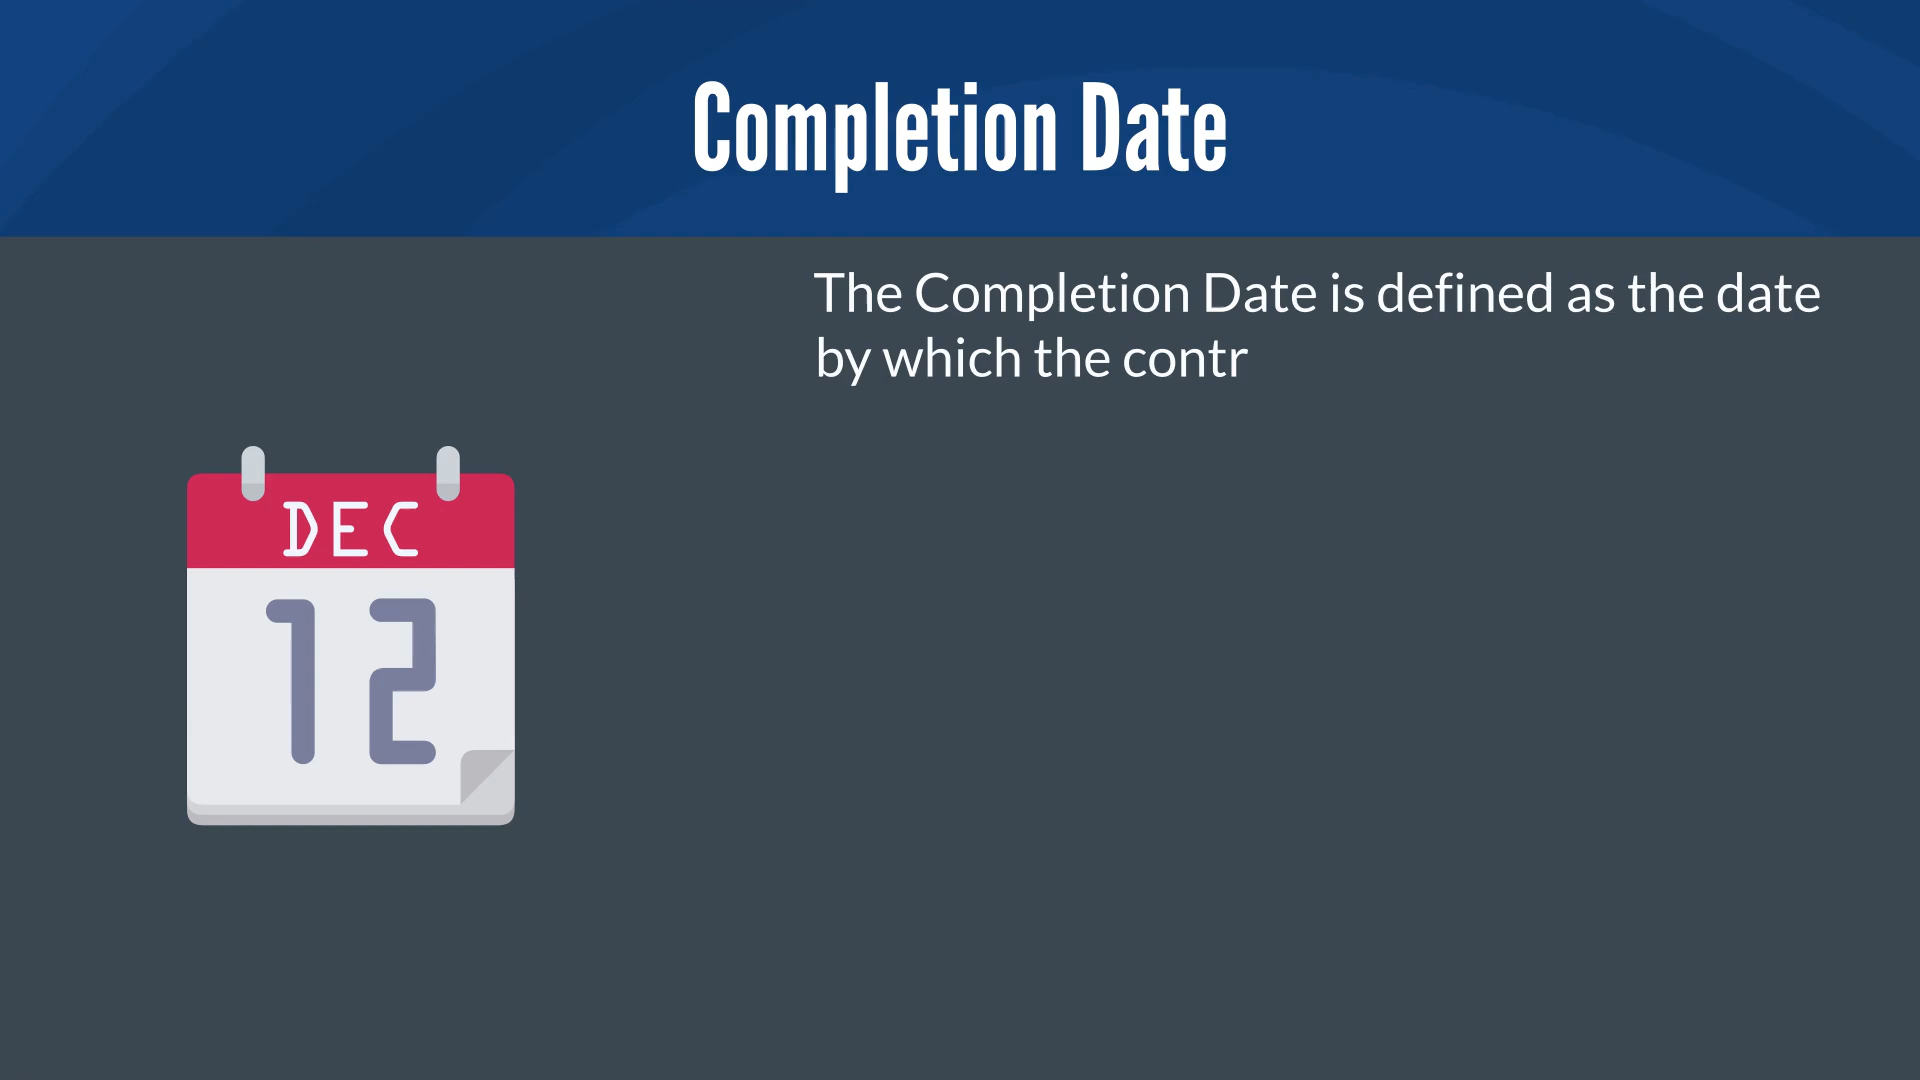 Completion Date
The Completion Date is defined as the date
by which the contr
DEC
12